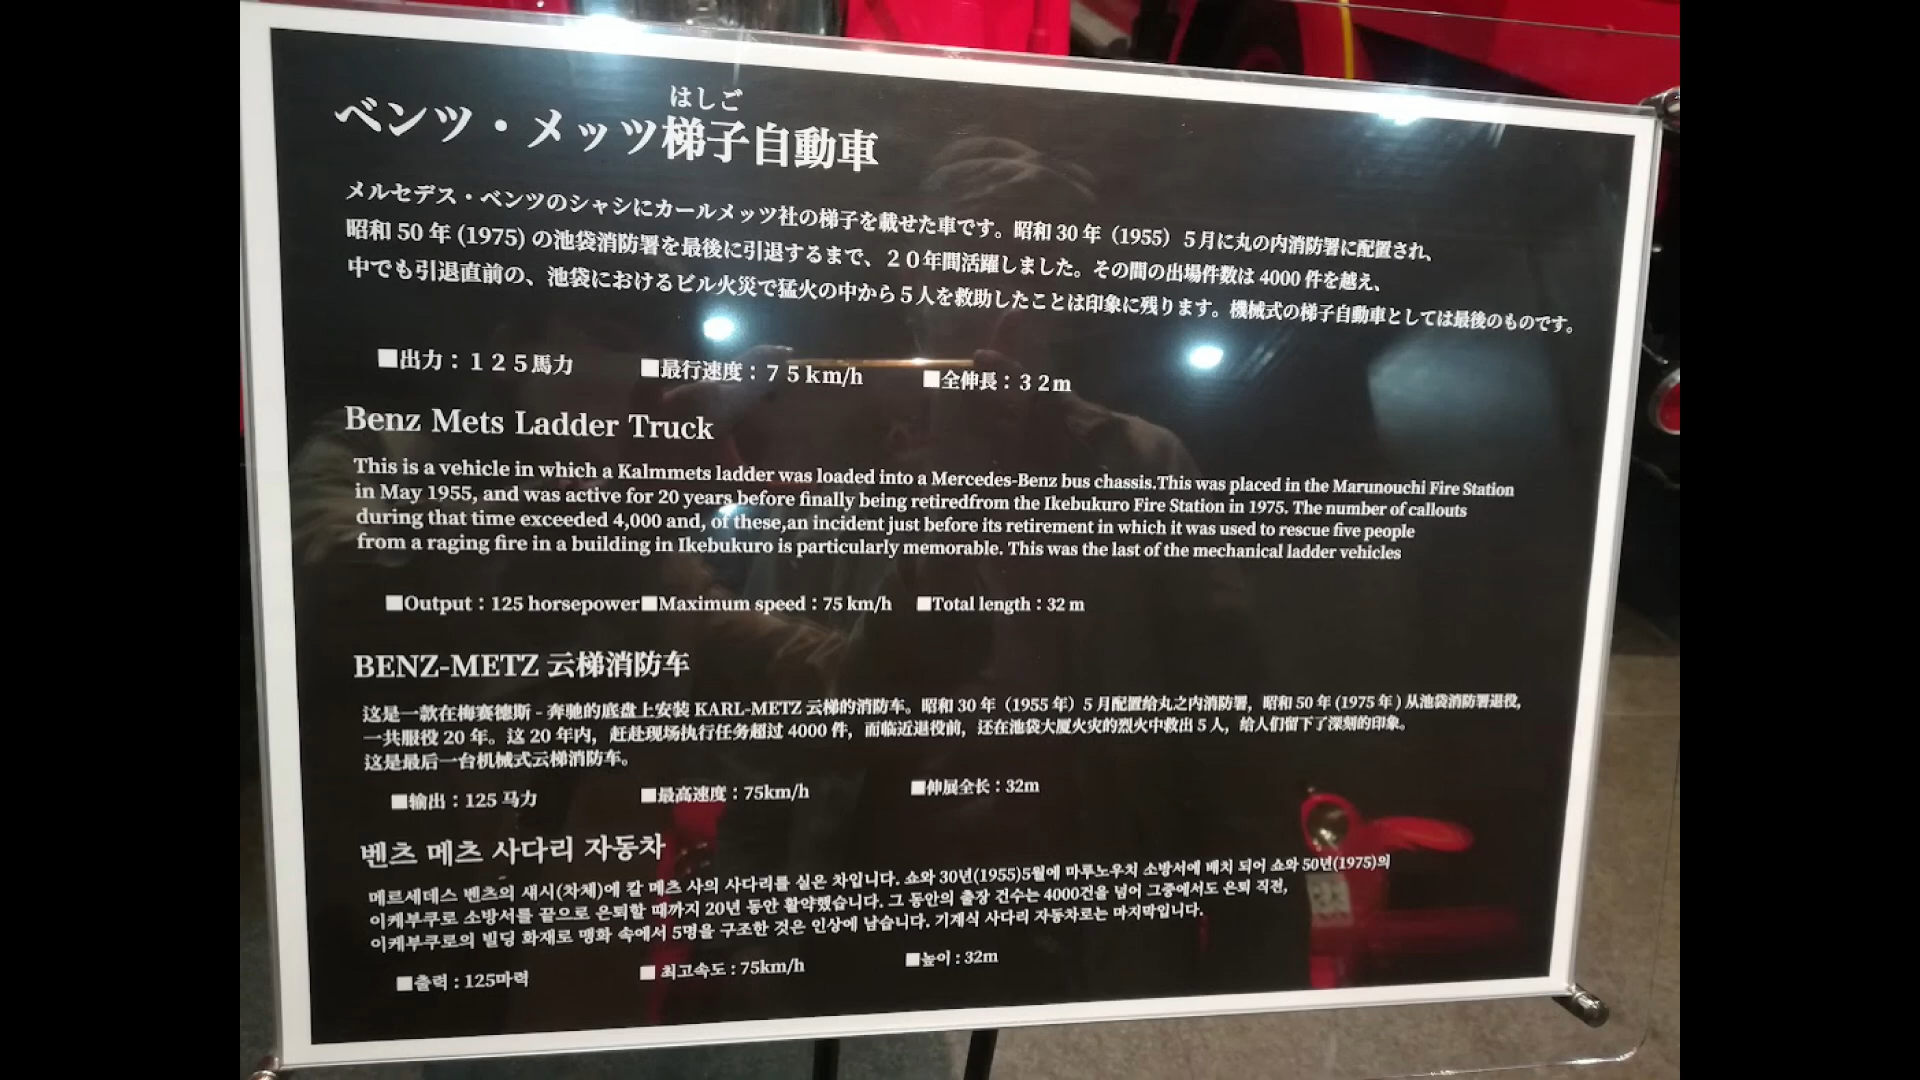 はしご
ベンツ・メッツ梯子自動車
メルセデス・ベンツのシャシにカールメッツ社の梯子を載せた車です。昭和30年（1955）5月に丸の内消防署に配置され、
昭和50年(1975)の池袋消防署を最後に引退するまで、２０年間活躍しました。その間の出場件数は4000件を越え、
中でも引退直前の、池袋におけるビル火災で猛火の中から５人を救助したことは印象に残ります。機械式の梯子自動車としては最後のものです。
■出力：１２５馬力 ■最行速度：７５km/h ■全伸長：３２m
Benz Mets Ladder Truck
This is a vehicle in which a Kalmmets ladder was loaded into a Mercedes-Benz bus chassis.This was placed in the Marunouchi Fire Station
in May 1955, and was active for 20 years before finally being retiredfrom the Ikebukuro Fire Station in 1975. The number of callouts
during that time exceeded 4,000 and, of these,an incident just before its retirement in which it was used to rescue five people
from a raging fire in a building in Ikebukuro is particularly memorable. This was the last of the mechanical ladder vehicles
■Output : 125 horsepower■Maximum speed : 75 km/h ■Total length : 32 m
BENZ-METZ 云梯消防车
这是一款在梅赛德斯 - 奔驰的底盘上安裝 KARL-METZ 云梯的消防车。昭和 30 年（1955 年）5 月配置给丸之内消防署，昭和 50 年 (1975 年 ) 从池袋消防署退役，
一共服役 20 年。这 20 年内，赶赴现场执行任务超过 4000 件，而临近退役前，还在池袋大厦火灾的烈火中救出 5 人，给人们留下了深刻的印象。
这是最后一台机械式云梯消防车。
■输出：125 马力 ■最高速度：75km/h ■伸展全长：32m
벤츠 메츠 사다리 자동차
메르세데스 벤츠의 섀시(차체)에 칼 메츠 사의 사다리를 실은 차입니다. 쇼와 30년(1955)5월에 마루노우치 소방서에 배치 되어 쇼와 50년(1975)의
이케부쿠로 소방서를 끝으로 은퇴할 때까지 20년 동안 활약했습니다. 그 동안의 출장 건수는 4000건을 넘어 그중에서도 은퇴 직전,
이케부쿠로의 빌딩 화재로 맹화 속에서 5명을 구조한 것은 인상에 남습니다. 기계식 사다리 자동차로는 마지막입니다.
■출력 : 125마력 ■ 최고속도 : 75km/h ■높이 : 32m